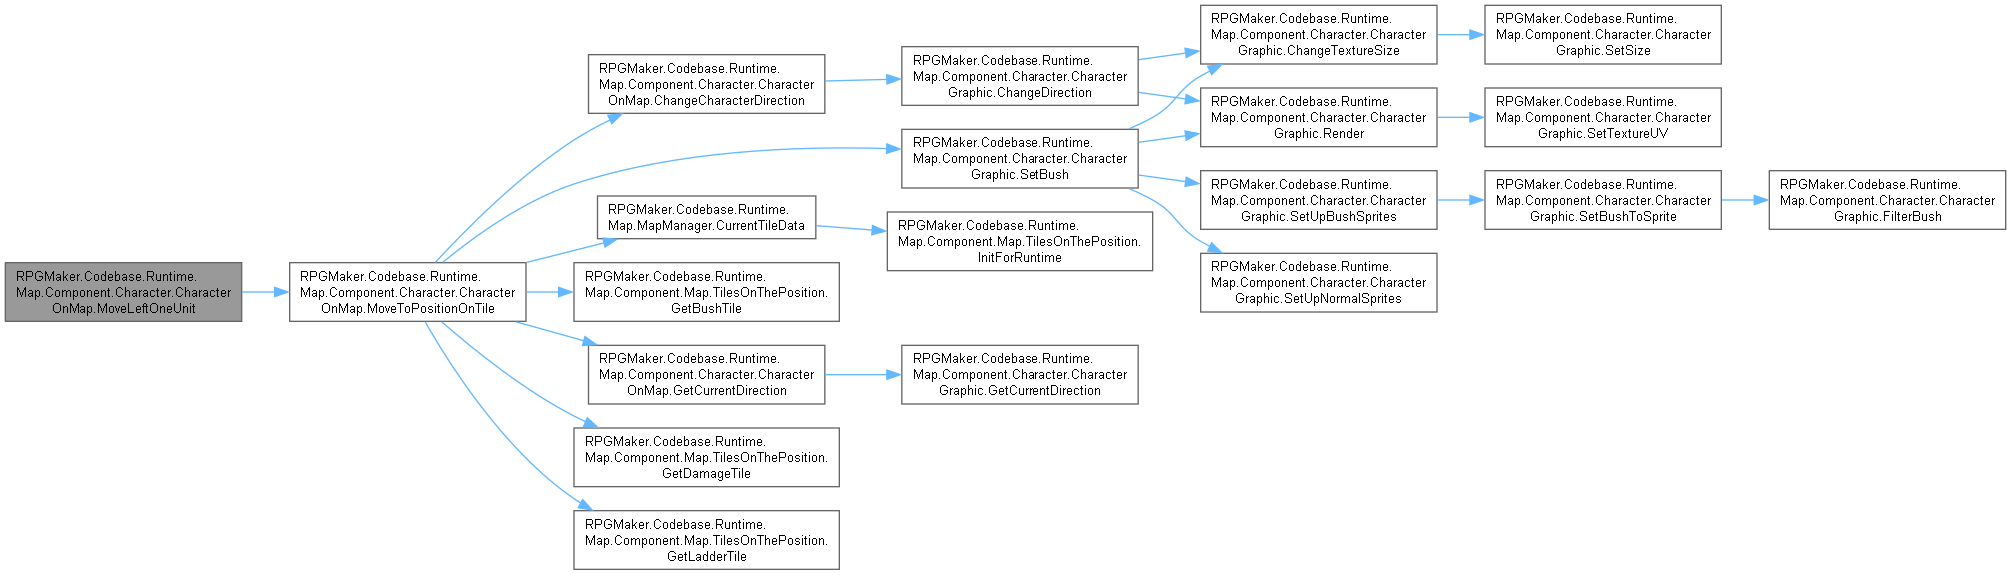 RPGMaker.Codebase.Runtime.
Map.Component.Character.Character
OnMap.MoveLeftOneUnit
RPGMaker.Codebase.Runtime.
Map.Component.Character.Character
OnMap.MoveToPositionOnTile
RPGMaker.Codebase.Runtime.
Map.Component.Character.Character
OnMap.ChangeCharacterDirection
RPGMaker.Codebase.Runtime.
Map.Component.Character.Character
Graphic.ChangeDirection
RPGMaker.Codebase.Runtime.
Map.Component.Character.Character
Graphic.ChangeTextureSize
RPGMaker.Codebase.Runtime.
Map.Component.Character.Character
Graphic.SetSize
RPGMaker.Codebase.Runtime.
Map.Component.Character.Character
Graphic.Render
RPGMaker.Codebase.Runtime.
Map.Component.Character.Character
Graphic.SetTextureUV
RPGMaker.Codebase.Runtime.
Map.Component.Character.Character
Graphic.SetBush
RPGMaker.Codebase.Runtime.
Map.Component.Character.Character
Graphic.SetUpBushSprites
RPGMaker.Codebase.Runtime.
Map.Component.Character.Character
Graphic.SetBushToSprite
RPGMaker.Codebase.Runtime.
Map.Component.Character.Character
Graphic.FilterBush
RPGMaker.Codebase.Runtime.
Map.Component.Character.Character
Graphic.SetUpNormalSprites
RPGMaker.Codebase.Runtime.
Map.MapManager.CurrentTileData
RPGMaker.Codebase.Runtime.
Map.Component.Map.TilesOnThePosition.
InitForRuntime
RPGMaker.Codebase.Runtime.
Map.Component.Map.TilesOnThePosition.
GetBushTile
RPGMaker.Codebase.Runtime.
Map.Component.Character.Character
OnMap.GetCurrentDirection
RPGMaker.Codebase.Runtime.
Map.Component.Character.Character
Graphic.GetCurrentDirection
RPGMaker.Codebase.Runtime.
Map.Component.Map.TilesOnThePosition.
GetDamageTile
RPGMaker.Codebase.Runtime.
Map.Component.Map.TilesOnThePosition.
GetLadderTile